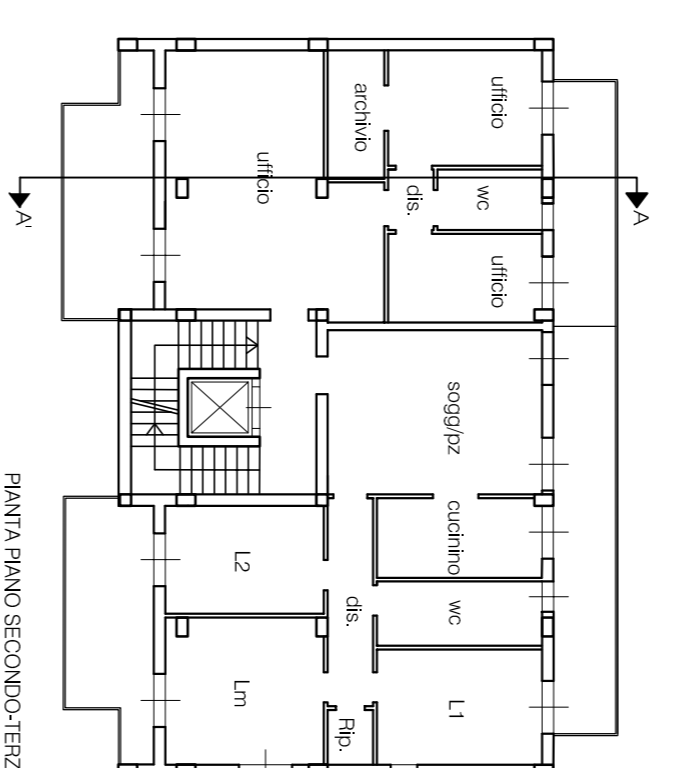 ufficio
archivio
ufficio
wc
dis.
A
A'
ufficio
sogg/pz
cucinino
L2
wc
dis.
Lm
L1
Rip.
PIANTA PIANO SECONDO-TERZ